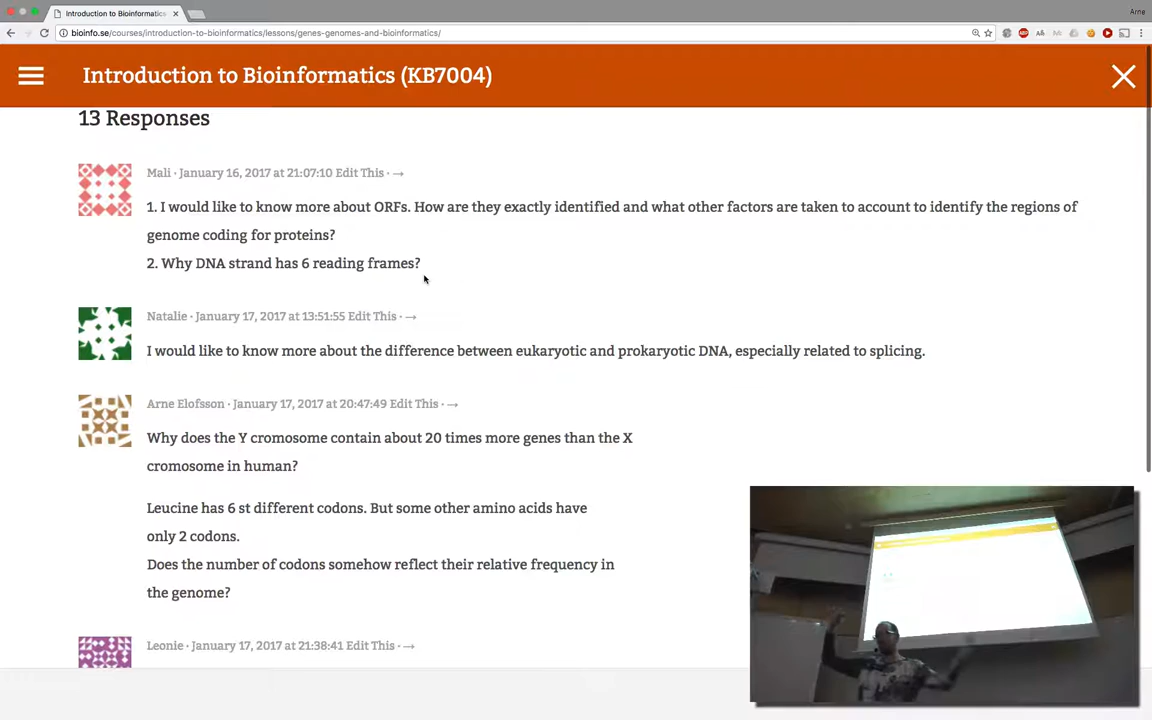 Introduction to Bioinformatics
Arne
bioinfo.se/courses/introduction-to-bioinformatics/lessons/genes-genomes-and-bioinformatics/
Introduction to Bioinformatics (KB7004)
13 Responses
Mali · January 16, 2017 at 21:07:10 Edit This · →
1. I would like to know more about ORFs. How are they exactly identified and what other factors are taken to account to identify the regions of
genome coding for proteins?
2. Why DNA strand has 6 reading frames?
Natalie · January 17, 2017 at 13:51:55 Edit This · →
I would like to know more about the difference between eukaryotic and prokaryotic DNA, especially related to splicing.
Arne Elofsson · January 17, 2017 at 20:47:49 Edit This · →
Why does the Y cromosome contain about 20 times more genes than the X
cromosome in human?
Leucine has 6 st different codons. But some other amino acids have
only 2 codons.
Does the number of codons somehow reflect their relative frequency in
the genome?
Leonie · January 17, 2017 at 21:38:41 Edit This · →